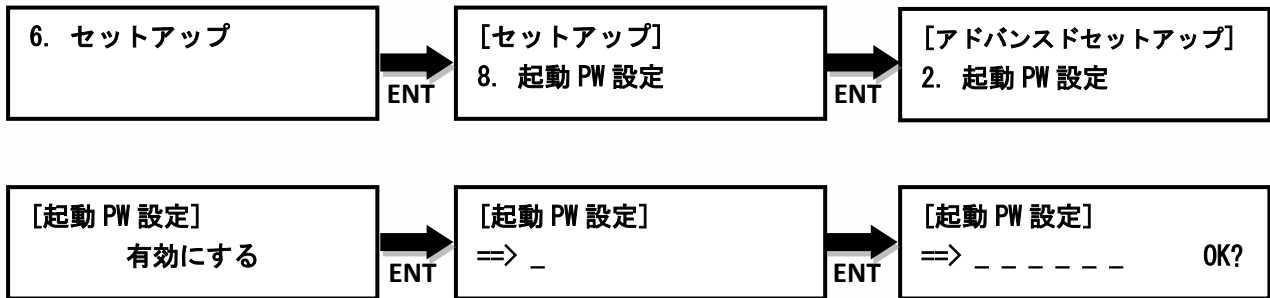 6. セットアップ
ENT
[セットアップ]
8. 起動 PW 設定
ENT
[アドバンスドセットアップ]
2. 起動 PW 設定
[起動 PW 設定]
有効にする
ENT
[起動 PW 設定]
==> _
ENT
[起動 PW 設定]
==> _ _ _ _ _ _ OK?